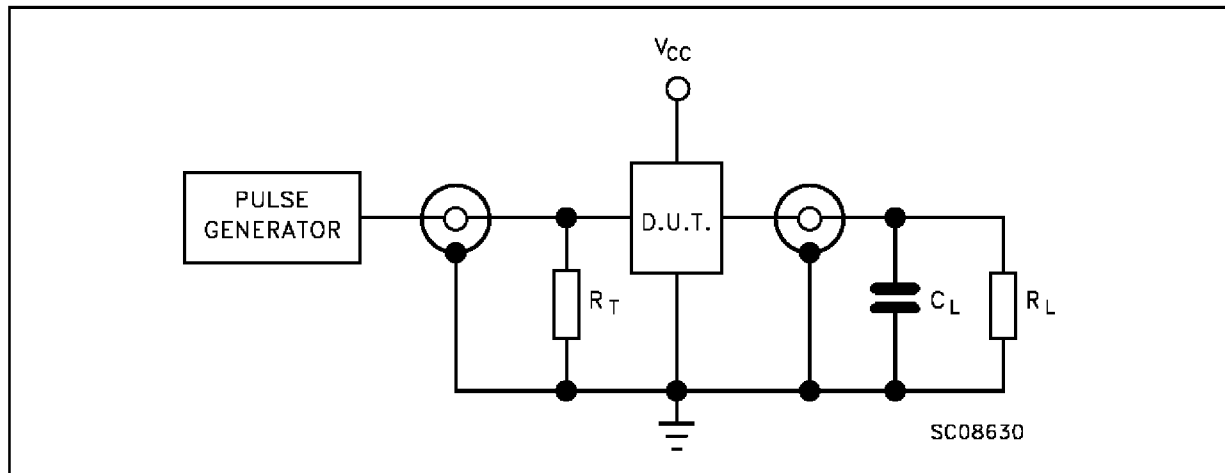 VCC
PULSE
GENERATOR
D.U.T.
RT
CL
RL
SC08630